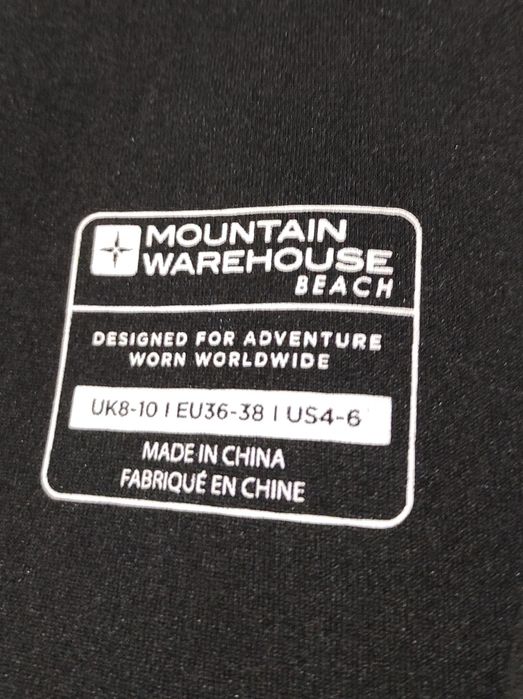 MOUNTAIN
WAREHOUSE
BEACH
DESIGNED FOR ADVENTURE
WORN WORLDWIDE
UK8-10 | EU36-38 | US4-6
MADE IN CHINA
FABRIQUÉ EN CHINE